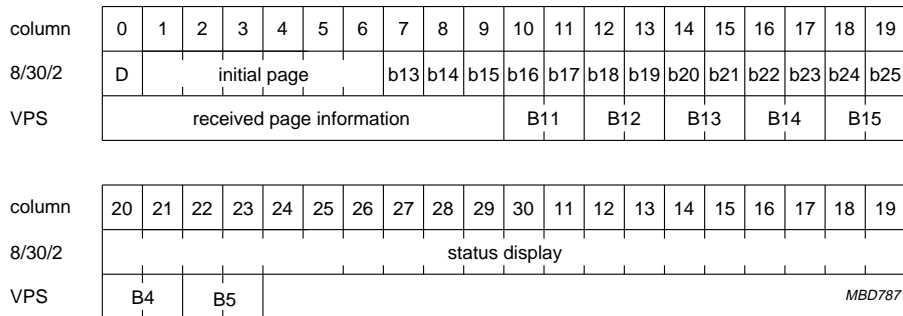 column 0 1 2 3 4 5 6 7 8 9 10 11 12 13 14 15 16 17 18 19
8/30/2 D initial page b13 b14 b15 b16 b17 b18 b19 b20 b21 b22 b23 b24 b25
VPS received page information B11 B12 B13 B14 B15
column 20 21 22 23 24 25 26 27 28 29 30 11 12 13 14 15 16 17 18 19
8/30/2 status display
VPS B4 B5 MBD787